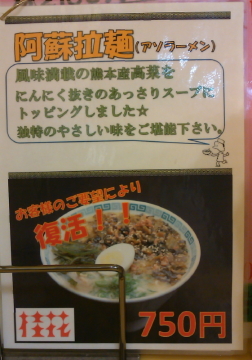 阿蘇拉麺(アソラーメン)
風味満載の熊本産高菜を
にんにく抜きのあっさりスープに
トッピングしました☆
独特のやさしい味をご堪能下さい。
お客様のご要望により
復活！！
桂花
750円